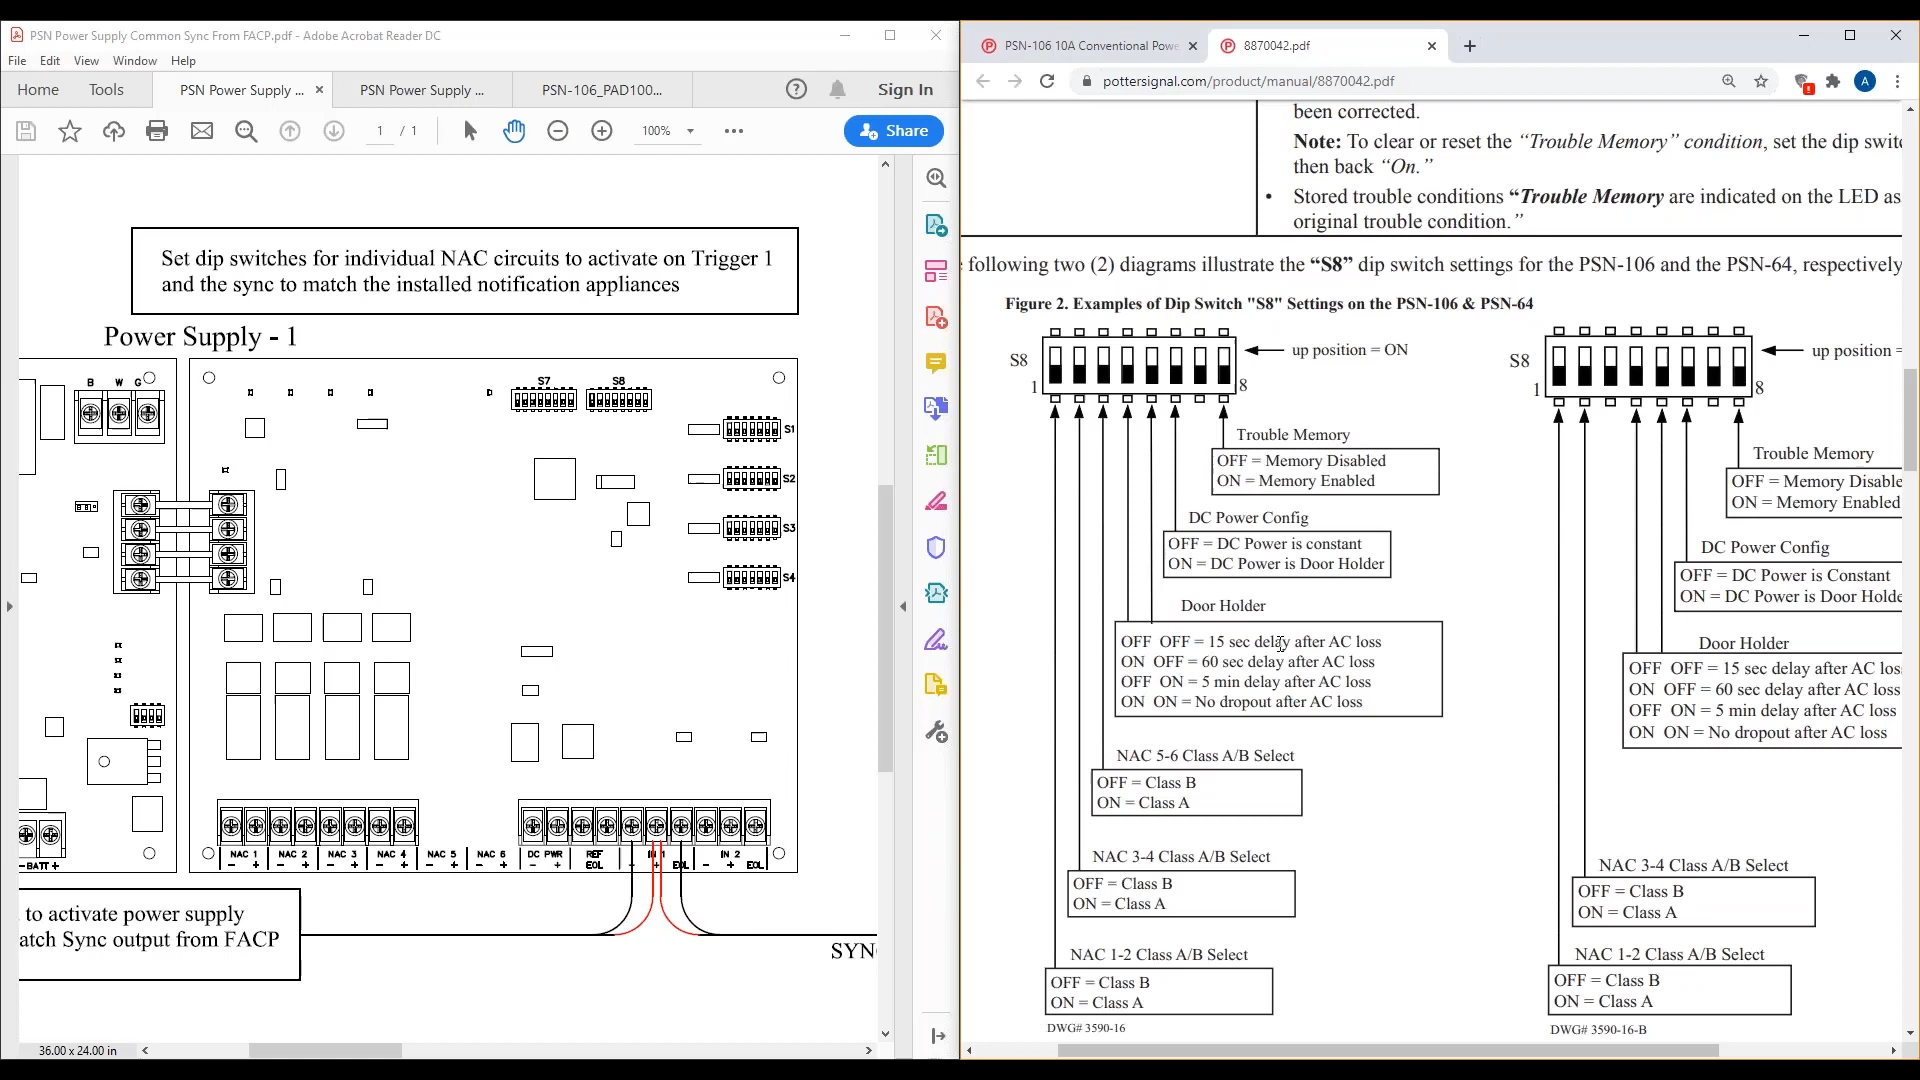 PSN Power Supply Common Sync From FACP.pdf - Adobe Acrobat Reader DC
File Edit View Window Help
Home Tools PSN Power Supply ... × PSN Power Supply ... PSN-106_PAD100... Sign In
1 / 1 100% Share
Set dip switches for individual NAC circuits to activate on Trigger 1
and the sync to match the installed notification appliances
Power Supply - 1
B W G
S7 S8
S1
S2
S3
S4
NAC 1 NAC 2 NAC 3 NAC 4 NAC 5 NAC 6 DC PWR REF IN 1 IN 2
- + - + - + - + - + - + - + EOL - + EOL - + EOL
-BATT+
to activate power supply
atch Sync output from FACP
SYN
36.00 x 24.00 in
PSN-106 10A Conventional Powe 8870042.pdf
pottersignal.com/product/manual/8870042.pdf
A
been corrected.
Note: To clear or reset the “Trouble Memory” condition, set the dip switc
then back “On.”
• Stored trouble conditions “Trouble Memory are indicated on the LED as
original trouble condition.”
following two (2) diagrams illustrate the “S8” dip switch settings for the PSN-106 and the PSN-64, respectively
Figure 2. Examples of Dip Switch "S8" Settings on the PSN-106 & PSN-64
S8
1
8
up position = ON
Trouble Memory
OFF = Memory Disabled
ON = Memory Enabled
DC Power Config
OFF = DC Power is constant
ON = DC Power is Door Holder
Door Holder
OFF OFF = 15 sec delay after AC loss
ON OFF = 60 sec delay after AC loss
OFF ON = 5 min delay after AC loss
ON ON = No dropout after AC loss
NAC 5-6 Class A/B Select
OFF = Class B
ON = Class A
NAC 3-4 Class A/B Select
OFF = Class B
ON = Class A
NAC 1-2 Class A/B Select
OFF = Class B
ON = Class A
DWG# 3590-16
S8
1
8
up position =
Trouble Memory
OFF = Memory Disable
ON = Memory Enabled
DC Power Config
OFF = DC Power is Constant
ON = DC Power is Door Holde
Door Holder
OFF OFF = 15 sec delay after AC los
ON OFF = 60 sec delay after AC loss
OFF ON = 5 min delay after AC loss
ON ON = No dropout after AC loss
NAC 3-4 Class A/B Select
OFF = Class B
ON = Class A
NAC 1-2 Class A/B Select
OFF = Class B
ON = Class A
DWG# 3590-16-B